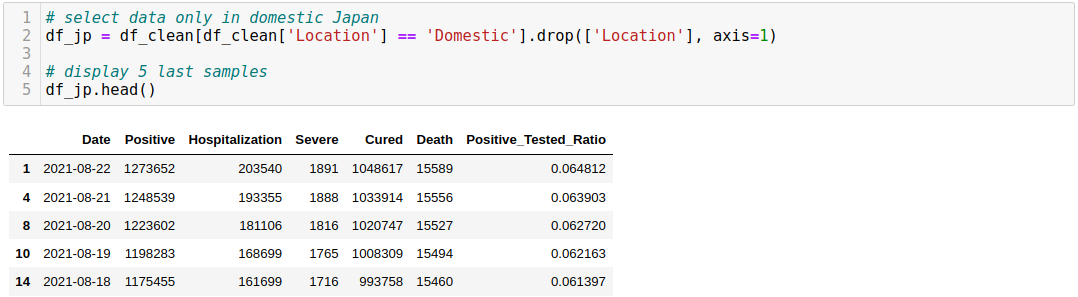 1 # select data only in domestic Japan
2 df_jp = df_clean[df_clean['Location'] == 'Domestic'].drop(['Location'], axis=1)
3
4 # display 5 last samples
5 df_jp.head()
Date Positive Hospitalization Severe Cured Death Positive_Tested_Ratio
1 2021-08-22 1273652 203540 1891 1048617 15589 0.064812
4 2021-08-21 1248539 193355 1888 1033914 15556 0.063903
8 2021-08-20 1223602 181106 1816 1020747 15527 0.062720
10 2021-08-19 1198283 168699 1765 1008309 15494 0.062163
14 2021-08-18 1175455 161699 1716 993758 15460 0.061397